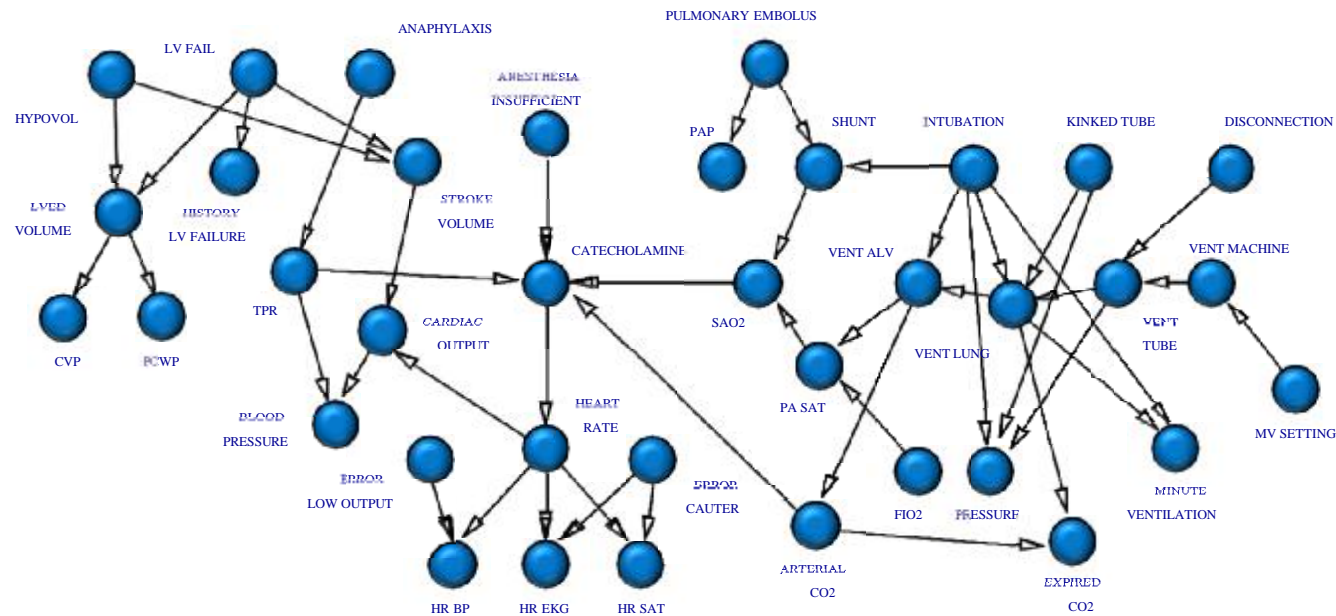 PULMONARY EMBOLUS
ANAPHYLAXIS
LV FAIL
ANESTHESIA
INSUFFICIENT
HYPOVOL
PAP
SHUNT
INTUBATION
KINKED TUBE
DISCONNECTION
LVED
VOLUME
HISTORY
LV FAILURE
STROKE
VOLUME
CATECHOLAMINE
VENT ALV
VENT MACHINE
TPR
SAO2
CARDIAC
OUTPUT
VENT LUNG
VENT
TUBE
CVP
PCWP
PA SAT
BLOOD
PRESSURE
HEART
RATE
MV SETTING
ERROR
LOW OUTPUT
ERROR
CAUTER
FIO2
PRESSURE
MINUTE
VENTILATION
ARTERIAL
CO2
EXPIRED
CO2
HR BP
HR EKG
HR SAT